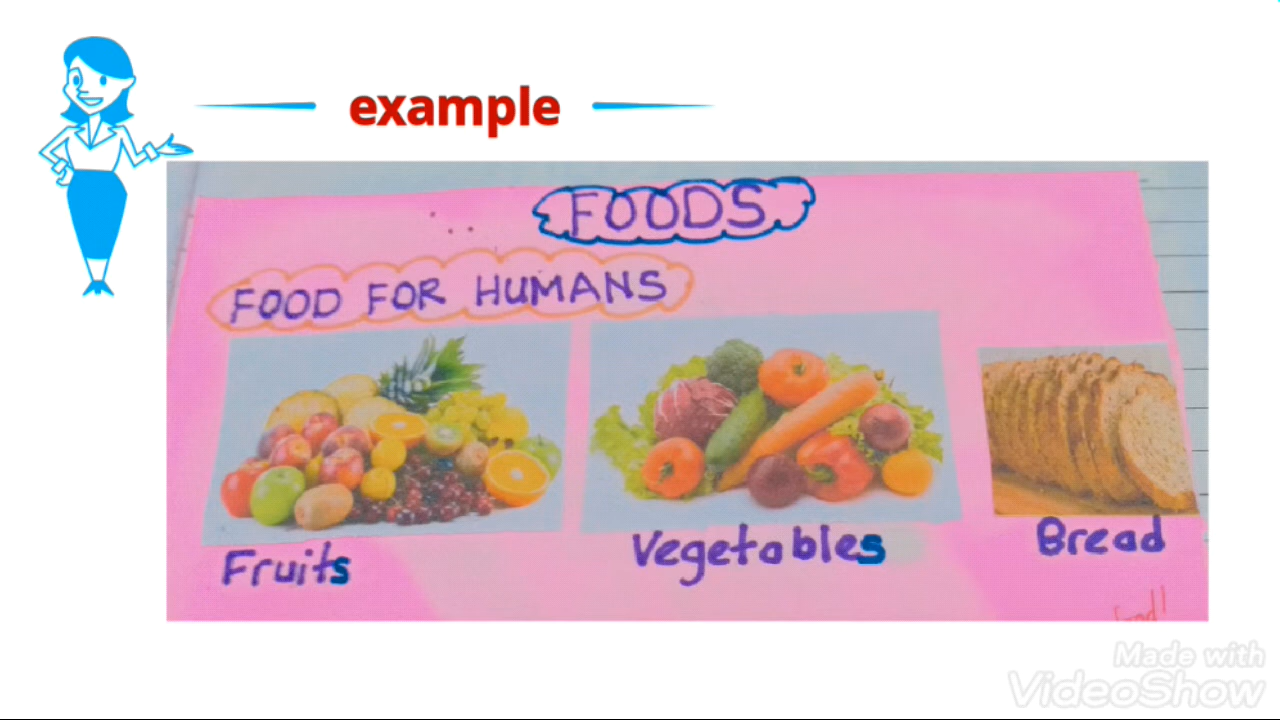 example
FOODS
FOOD FOR HUMANS
Fruits
Vegetables
Bread
Made with
VideoShow